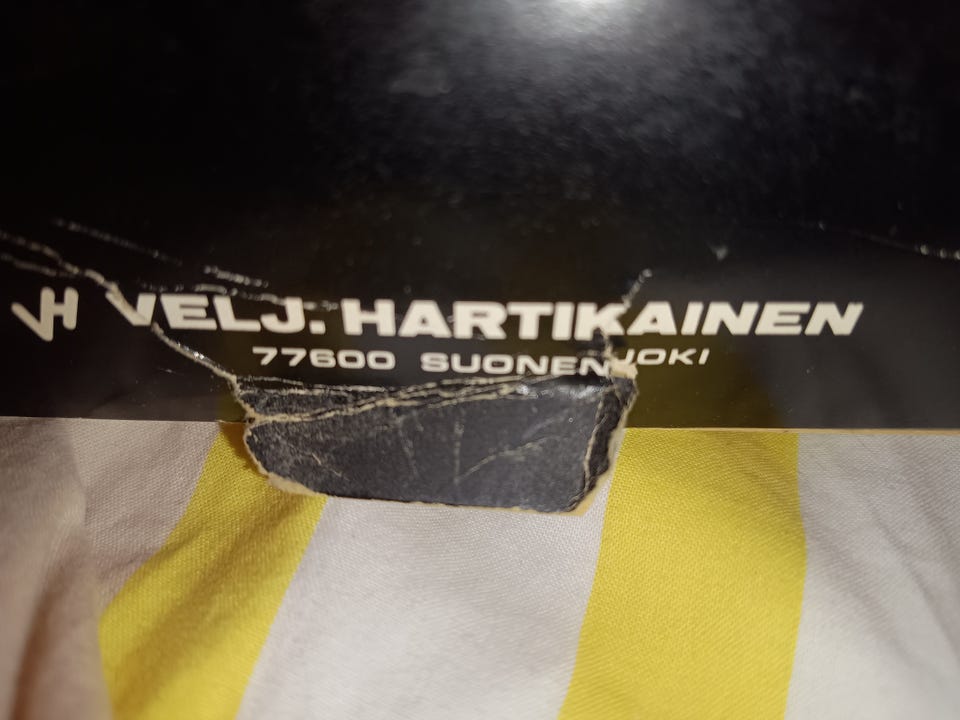 VH VELJ. HARTIKAINEN
77600 SUONENJOKI